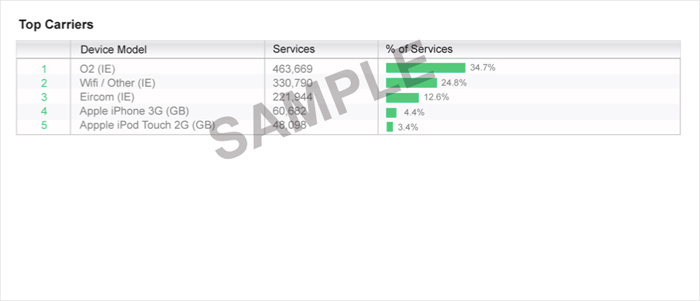 Top Carriers
Device Model Services % of Services
1 O2 (IE) 463,669 34.7%
2 Wifi / Other (IE) 330,790 24.8%
3 Eircom (IE) 221,944 12.6%
4 Apple iPhone 3G (GB) 60,682 4.4%
5 Appple iPod Touch 2G (GB) 48,098 3.4%
SAMPLE